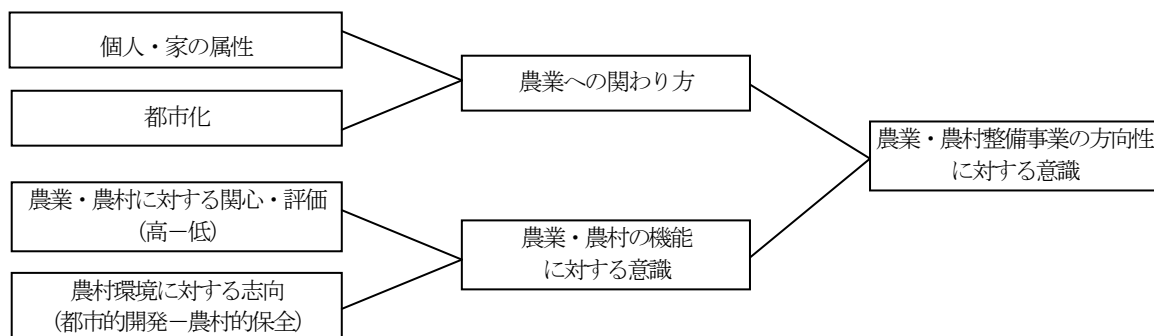 個人・家の属性
都市化
農業・農村に対する関心・評価
(高－低)
農村環境に対する志向
(都市的開発－農村的保全)
農業への関わり方
農業・農村の機能
に対する意識
農業・農村整備事業の方向性
に対する意識